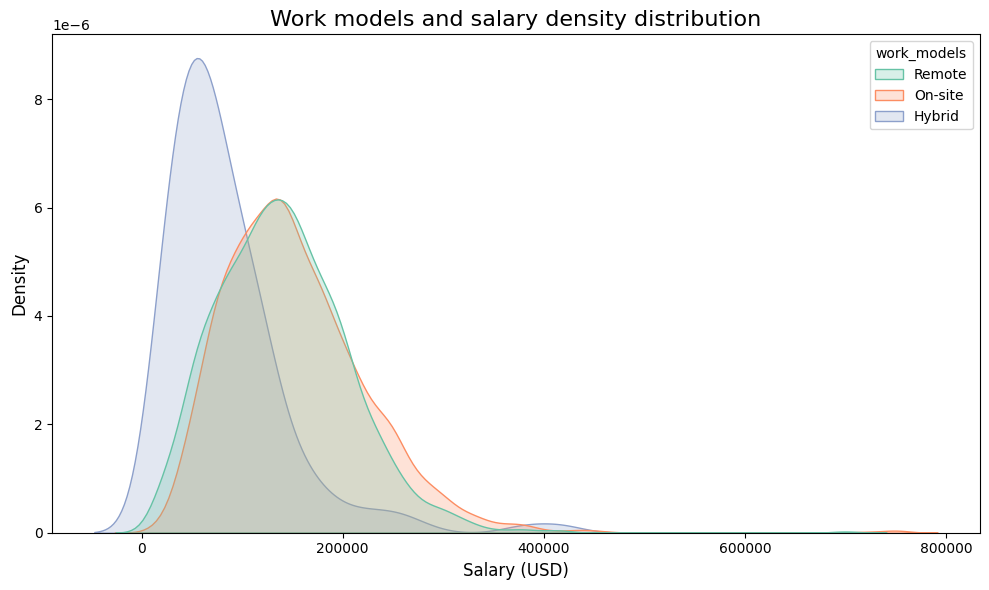 Work models and salary density distribution
1e−6
work_models
Remote
On-site
Hybrid
8
6
4
2
0
Density
0 200000 400000 600000 800000
Salary (USD)